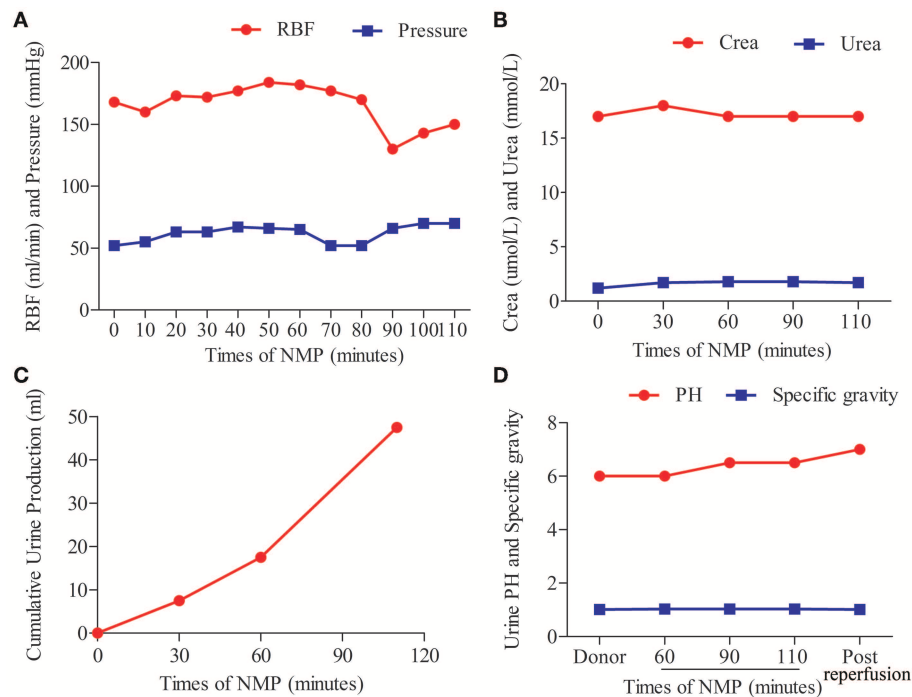 A
RBF Pressure
RBF (ml/min) and Pressure (mmHg)
200
150
100
50
0
0 10 20 30 40 50 60 70 80 90 100 110
Times of NMP (minutes)
B
Crea Urea
Crea (umol/L) and Urea (mmol/L)
20
15
10
5
0
0 30 60 90 110
Times of NMP (minutes)
C
Cumulative Urine Production (ml)
50
40
30
20
10
0
0 30 60 90 120
Times of NMP (minutes)
D
PH Specific gravity
Urine PH and Specific gravity
8
6
4
2
0
Donor 60 90 110 Post
reperfusion
Times of NMP (minutes)